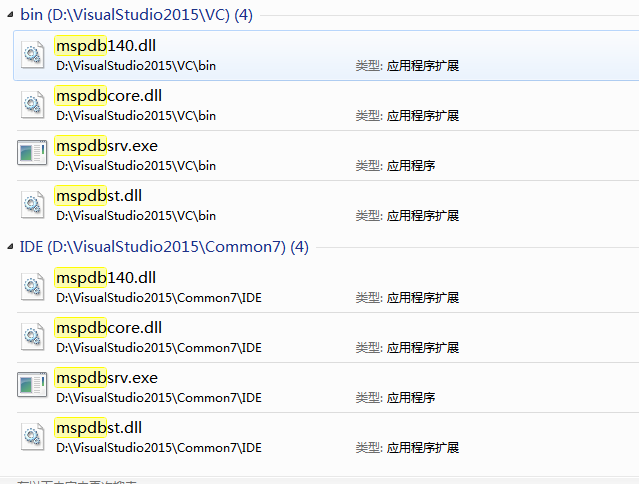 bin (D:\VisualStudio2015\VC) (4)
mspdb140.dll
D:\VisualStudio2015\VC\bin 类型: 应用程序扩展
mspdbcore.dll
D:\VisualStudio2015\VC\bin 类型: 应用程序扩展
mspdbsrv.exe
D:\VisualStudio2015\VC\bin 类型: 应用程序
mspdbst.dll
D:\VisualStudio2015\VC\bin 类型: 应用程序扩展
IDE (D:\VisualStudio2015\Common7) (4)
mspdb140.dll
D:\VisualStudio2015\Common7\IDE 类型: 应用程序扩展
mspdbcore.dll
D:\VisualStudio2015\Common7\IDE 类型: 应用程序扩展
mspdbsrv.exe
D:\VisualStudio2015\Common7\IDE 类型: 应用程序
mspdbst.dll
D:\VisualStudio2015\Common7\IDE 类型: 应用程序扩展